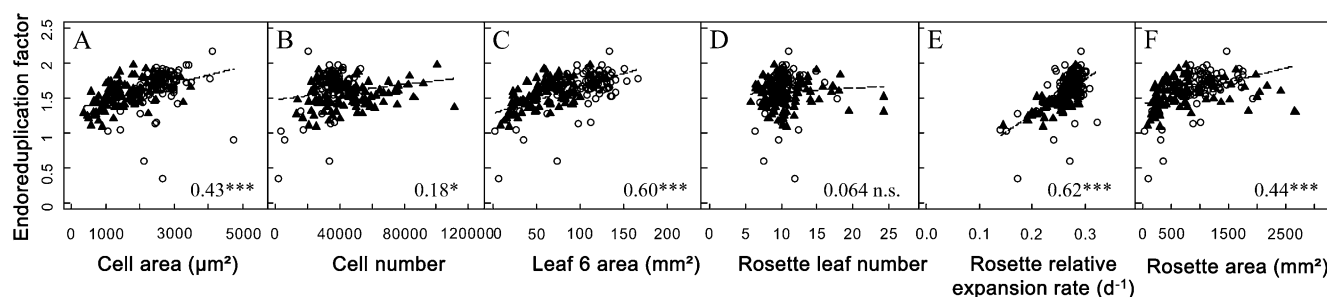 A B C D E F
Endoreduplication factor
2.5
2
1.5
1
0.5
0
0.43*** 0.18* 0.60*** 0.064 n.s. 0.62*** 0.44***
0 1000 3000 5000 0 40000 80000 120000 0 50 100 150 200 0 5 10 15 20 25 0.0 0.1 0.2 0.3 0 500 1500 2500
Cell area (µm²) Cell number Leaf 6 area (mm²) Rosette leaf number Rosette relative expansion rate (d⁻¹) Rosette area (mm²)